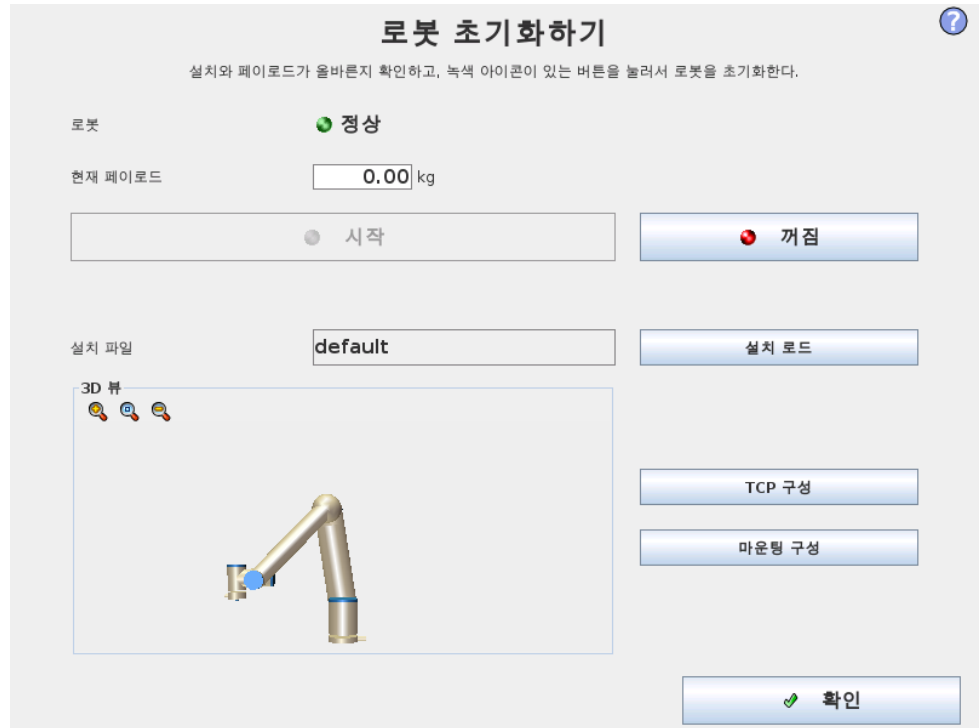 로봇 초기화하기
?
설치와 페이로드가 올바른지 확인하고, 녹색 아이콘이 있는 버튼을 눌러서 로봇을 초기화한다.
로봇 정상
현재 페이로드 0.00 kg
시작 꺼짐
설치 파일 default 설치 로드
3D 뷰
TCP 구성
마운팅 구성
확인